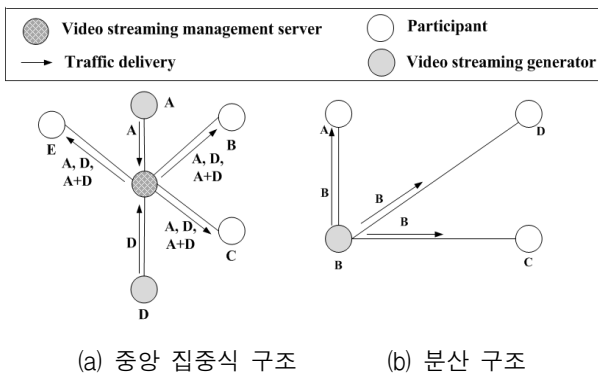 Video streaming management server
Participant
Traffic delivery
Video streaming generator
A
A
E
B
A, D,
A+D
A, D,
A+D
A, D,
A+D
D
C
D
A
D
B
B
B
B
C
(a) 중앙 집중식 구조
(b) 분산 구조